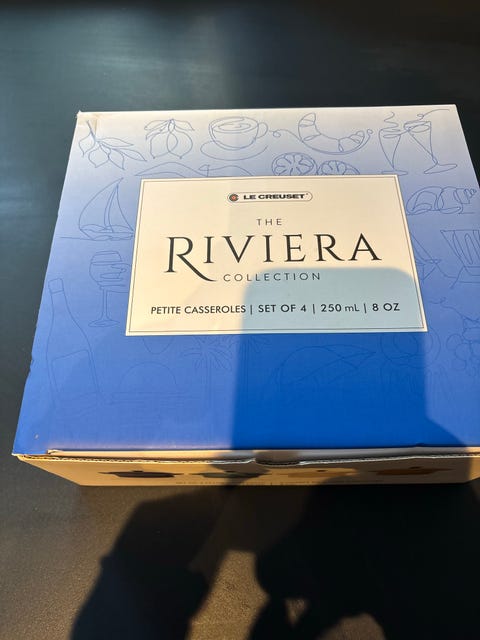 LE CREUSET
THE
RIVIERA
COLLECTION
PETITE CASSEROLES | SET OF 4 | 250 mL | 8 OZ